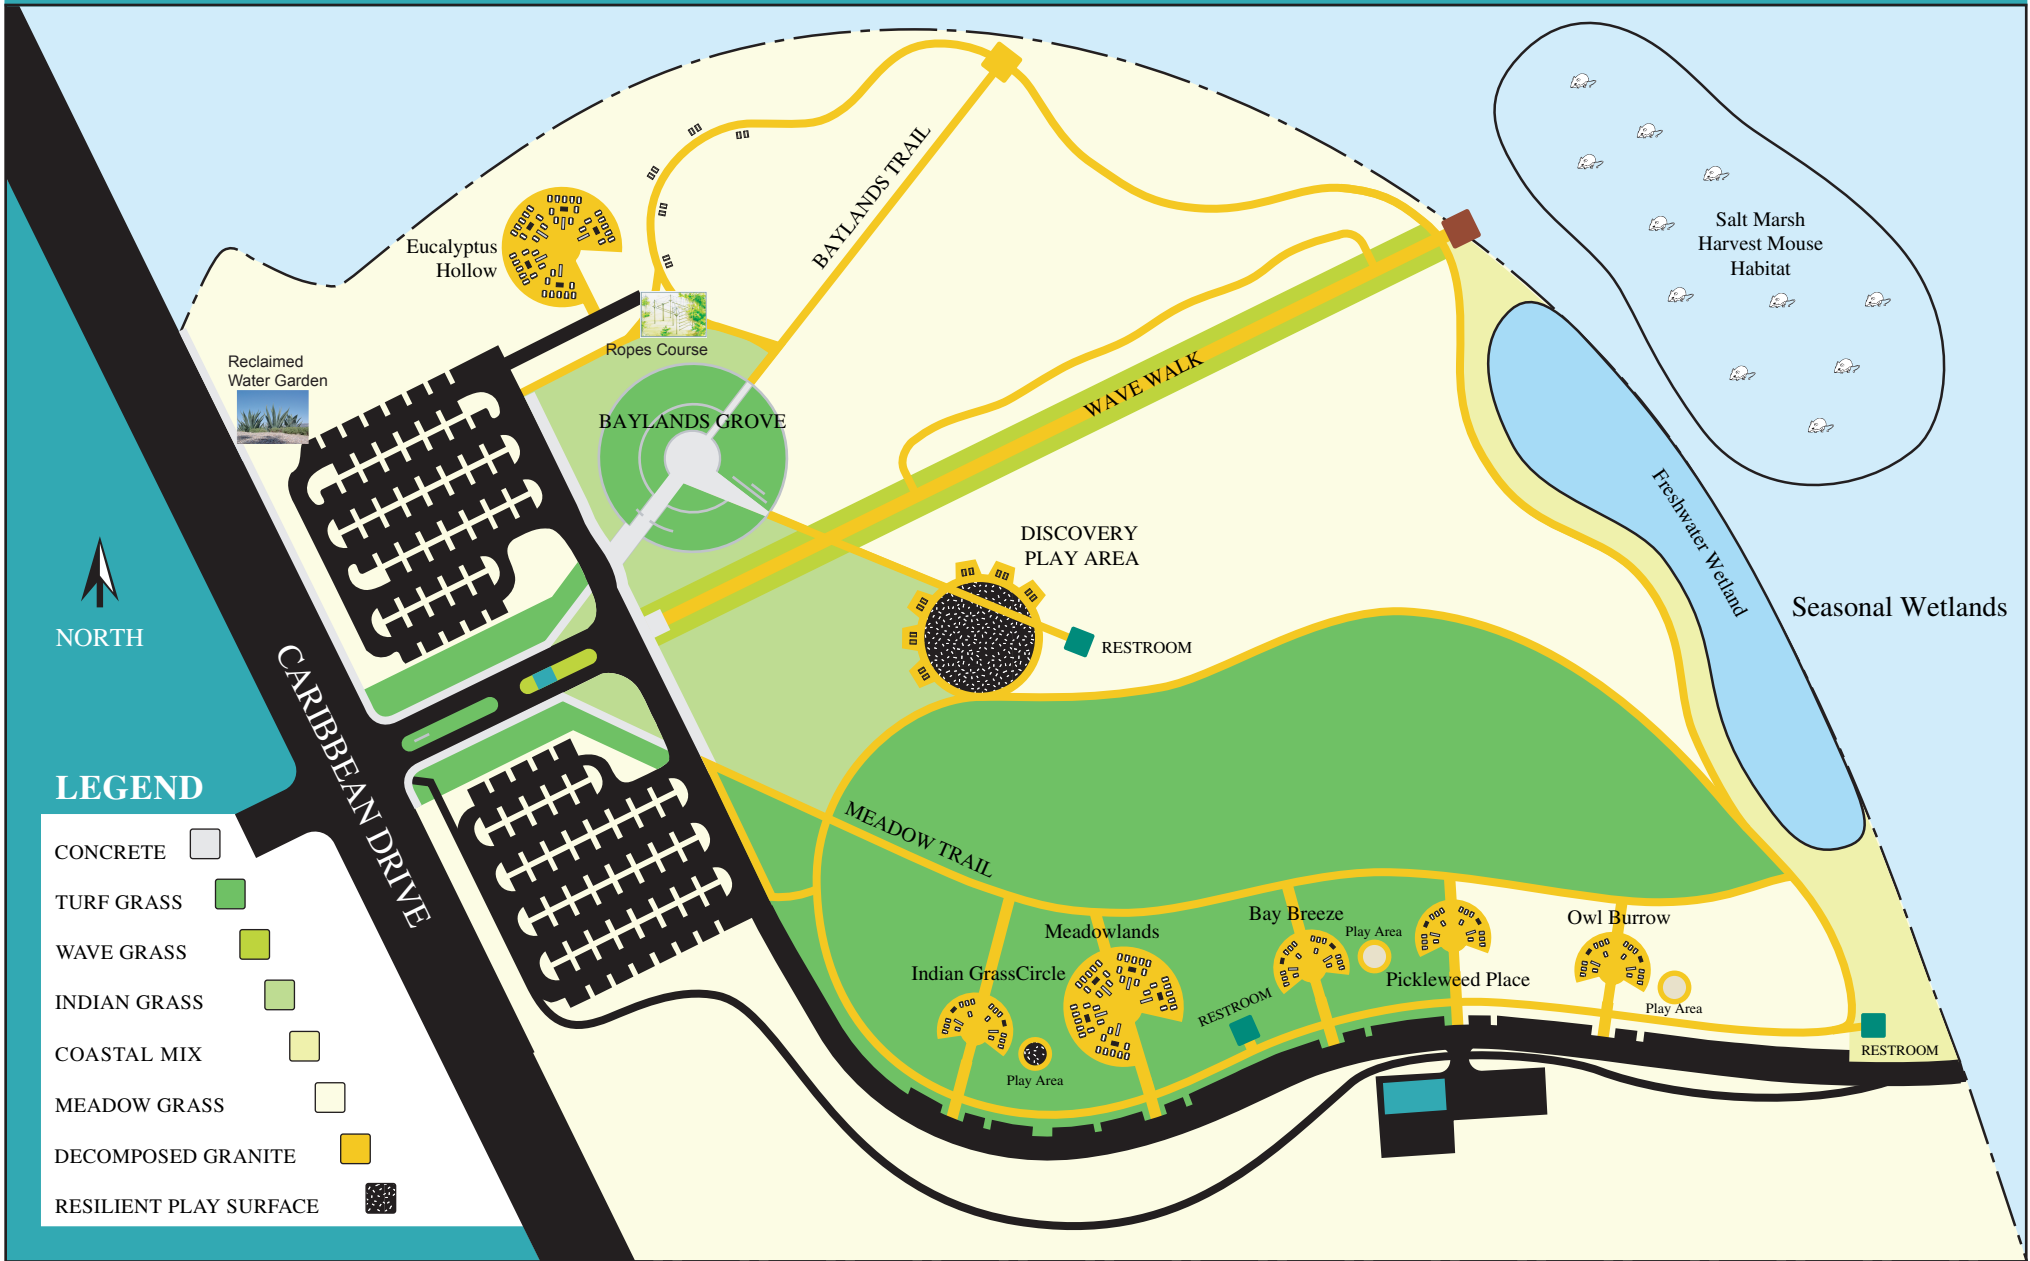 Salt Marsh
Harvest Mouse
Habitat
BAYLANDS TRAIL
Eucalyptus
Hollow
Ropes Course
Reclaimed
Water Garden
BAYLANDS GROVE
WAVE WALK
Freshwater Wetland
Seasonal Wetlands
DISCOVERY
PLAY AREA
RESTROOM
NORTH
CARIBBEAN DRIVE
MEADOW TRAIL
Bay Breeze
Play Area
Owl Burrow
Meadowlands
Indian GrassCircle
Pickleweed Place
RESTROOM
Play Area
Play Area
RESTROOM
LEGEND
CONCRETE
TURF GRASS
WAVE GRASS
INDIAN GRASS
COASTAL MIX
MEADOW GRASS
DECOMPOSED GRANITE
RESILIENT PLAY SURFACE